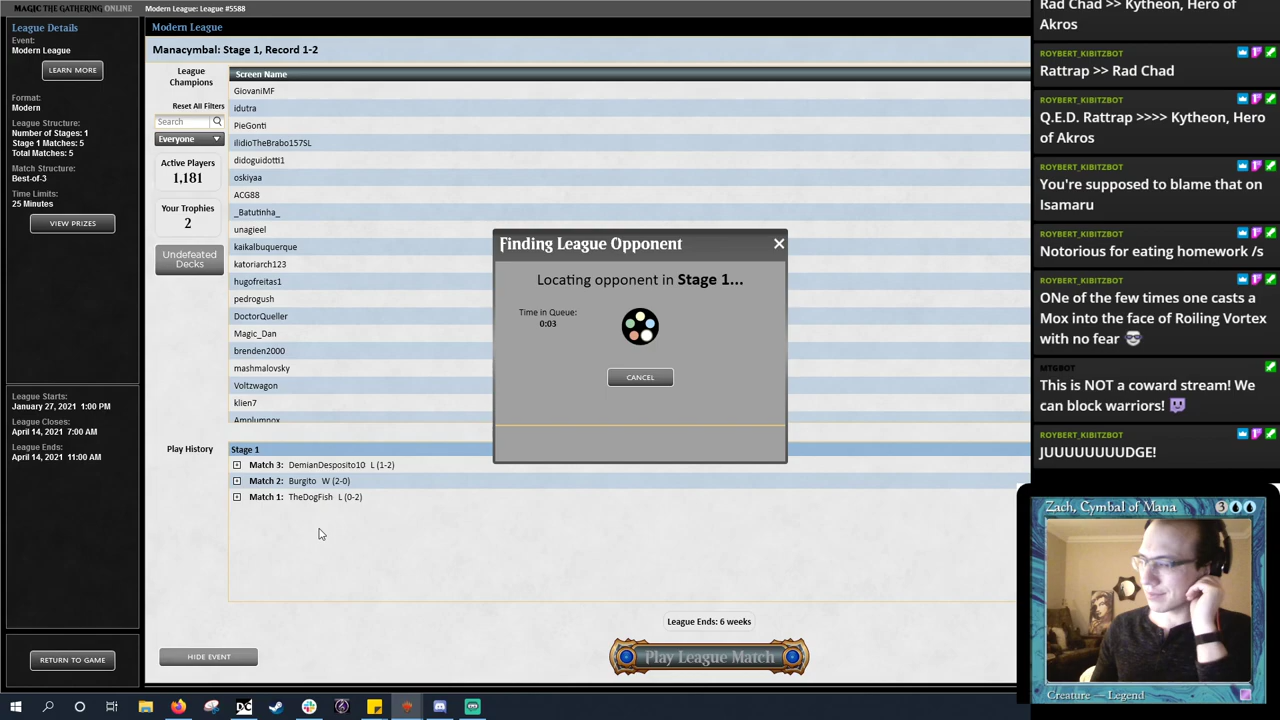 MAGIC THE GATHERING ONLINE
Modern League: League #5588
League Details
Event:
Modern League
LEARN MORE
Format:
Modern
League Structure:
Number of Stages: 1
Stage 1 Matches: 5
Total Matches: 5
Match Structure:
Best-of-3
Time Limits:
25 Minutes
VIEW PRIZES
League Starts:
January 27, 2021 1:00 PM
League Closes:
April 14, 2021 7:00 AM
League Ends:
April 14, 2021 11:00 AM
RETURN TO GAME
Modern League
Manacymbal: Stage 1, Record 1-2
League
Champions
Reset All Filters
Search
Everyone
Active Players
1,181
Your Trophies
2
Undefeated
Decks
Screen Name
GiovaniMF
idutra
PieGonti
ilidioTheBrabo157SL
didoguidotti1
oskiyaa
ACG88
_Batutinha_
unagieel
kaikalbuquerque
katoriarch123
hugofreitas1
pedrogush
DoctorQueller
Magic_Dan
brenden2000
mashmalovsky
Voltzwagon
klien7
Amplumnox
Play History
Stage 1
Match 3: DemianDesposito10 L (1-2)
Match 2: Burgito W (2-0)
Match 1: TheDogFish L (0-2)
HIDE EVENT
League Ends: 6 weeks
Play League Match
Finding League Opponent
Locating opponent in Stage 1...
Time in Queue:
0:03
CANCEL
Rad Chad >> Kytheon, Hero of
Akros
ROYBERT_KIBITZBOT
Rattrap >> Rad Chad
ROYBERT_KIBITZBOT
Q.E.D. Rattrap >>>> Kytheon, Hero
of Akros
ROYBERT_KIBITZBOT
You're supposed to blame that on
Isamaru
ROYBERT_KIBITZBOT
Notorious for eating homework /s
ROYBERT_KIBITZBOT
ONe of the few times one casts a
Mox into the face of Roiling Vortex
with no fear
MTGBOT
This is NOT a coward stream! We
can block warriors!
ROYBERT_KIBITZBOT
JUUUUUUUUDGE!
Zach, Cymbal of Mana
3
Creature — Legend